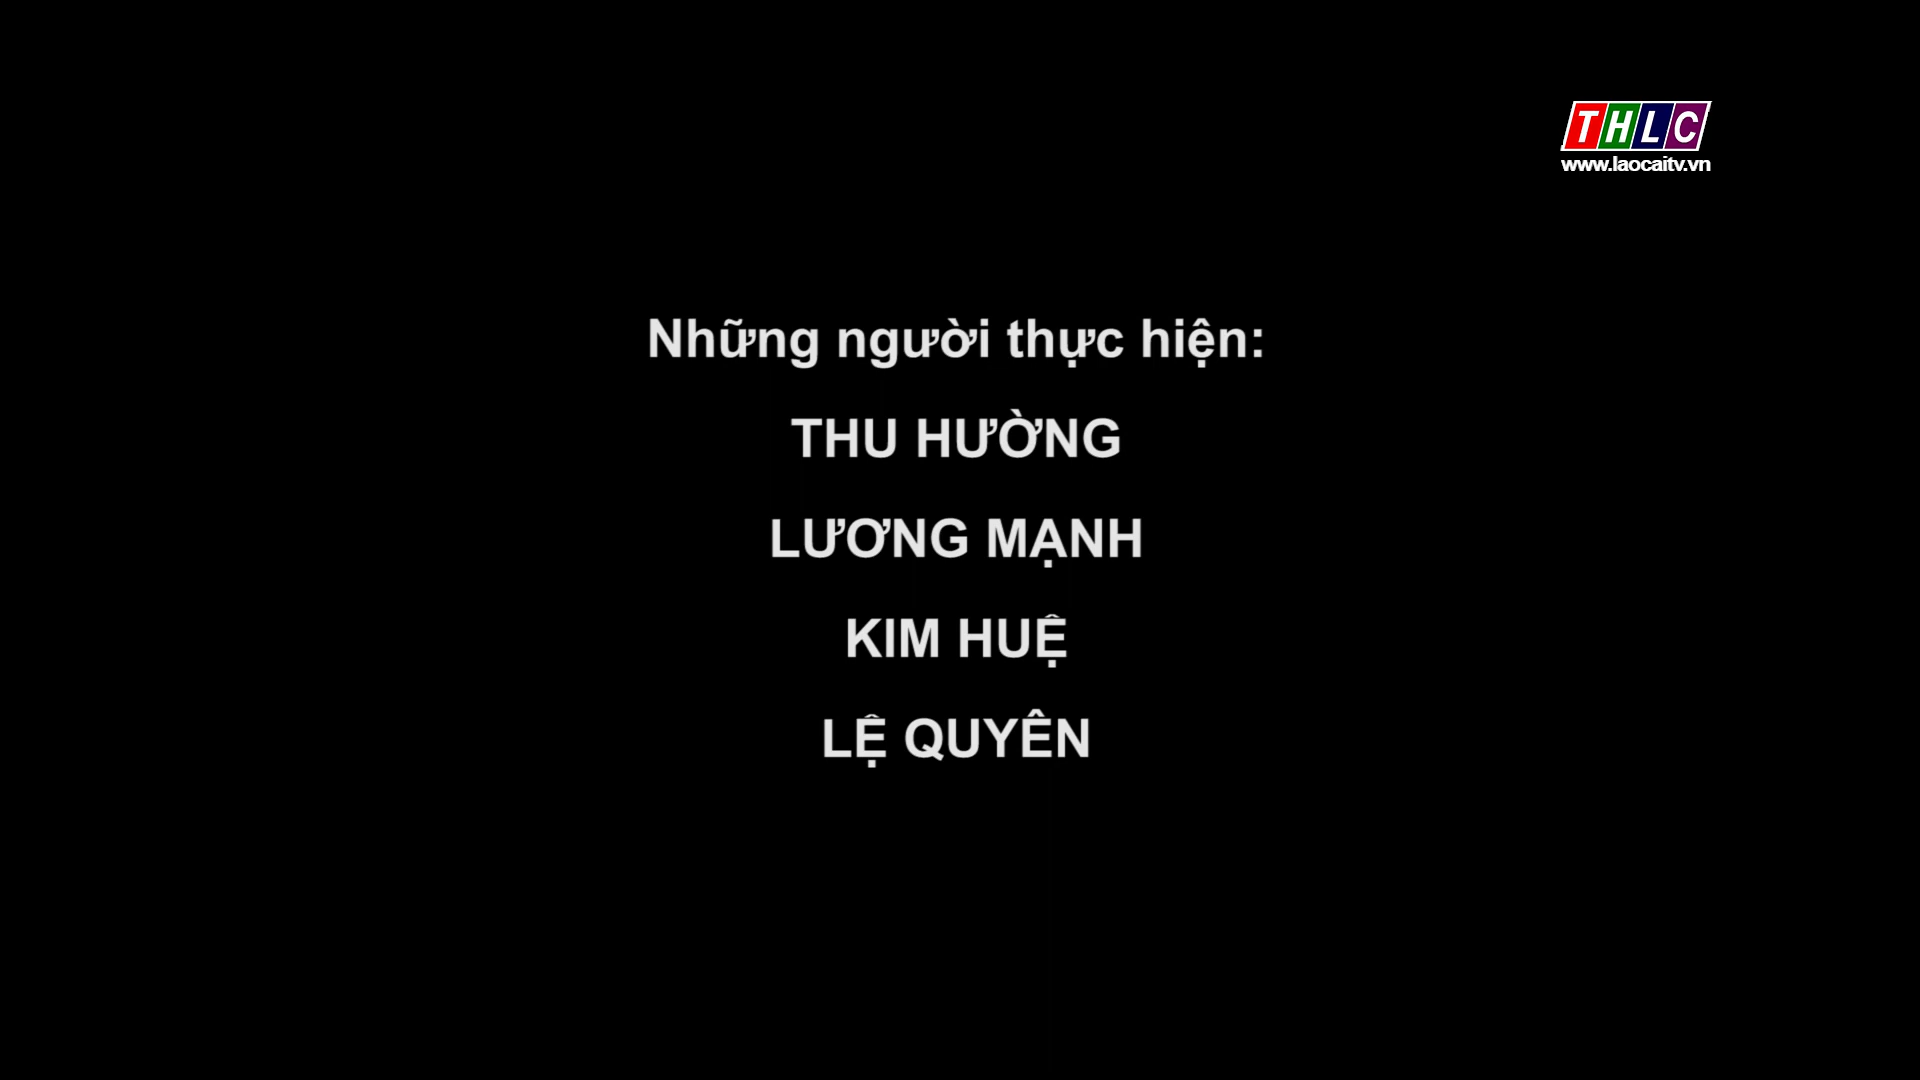 THLC
www.laocaitv.vn
Những người thực hiện:
THU HƯỜNG
LƯƠNG MẠNH
KIM HUỆ
LỆ QUYÊN